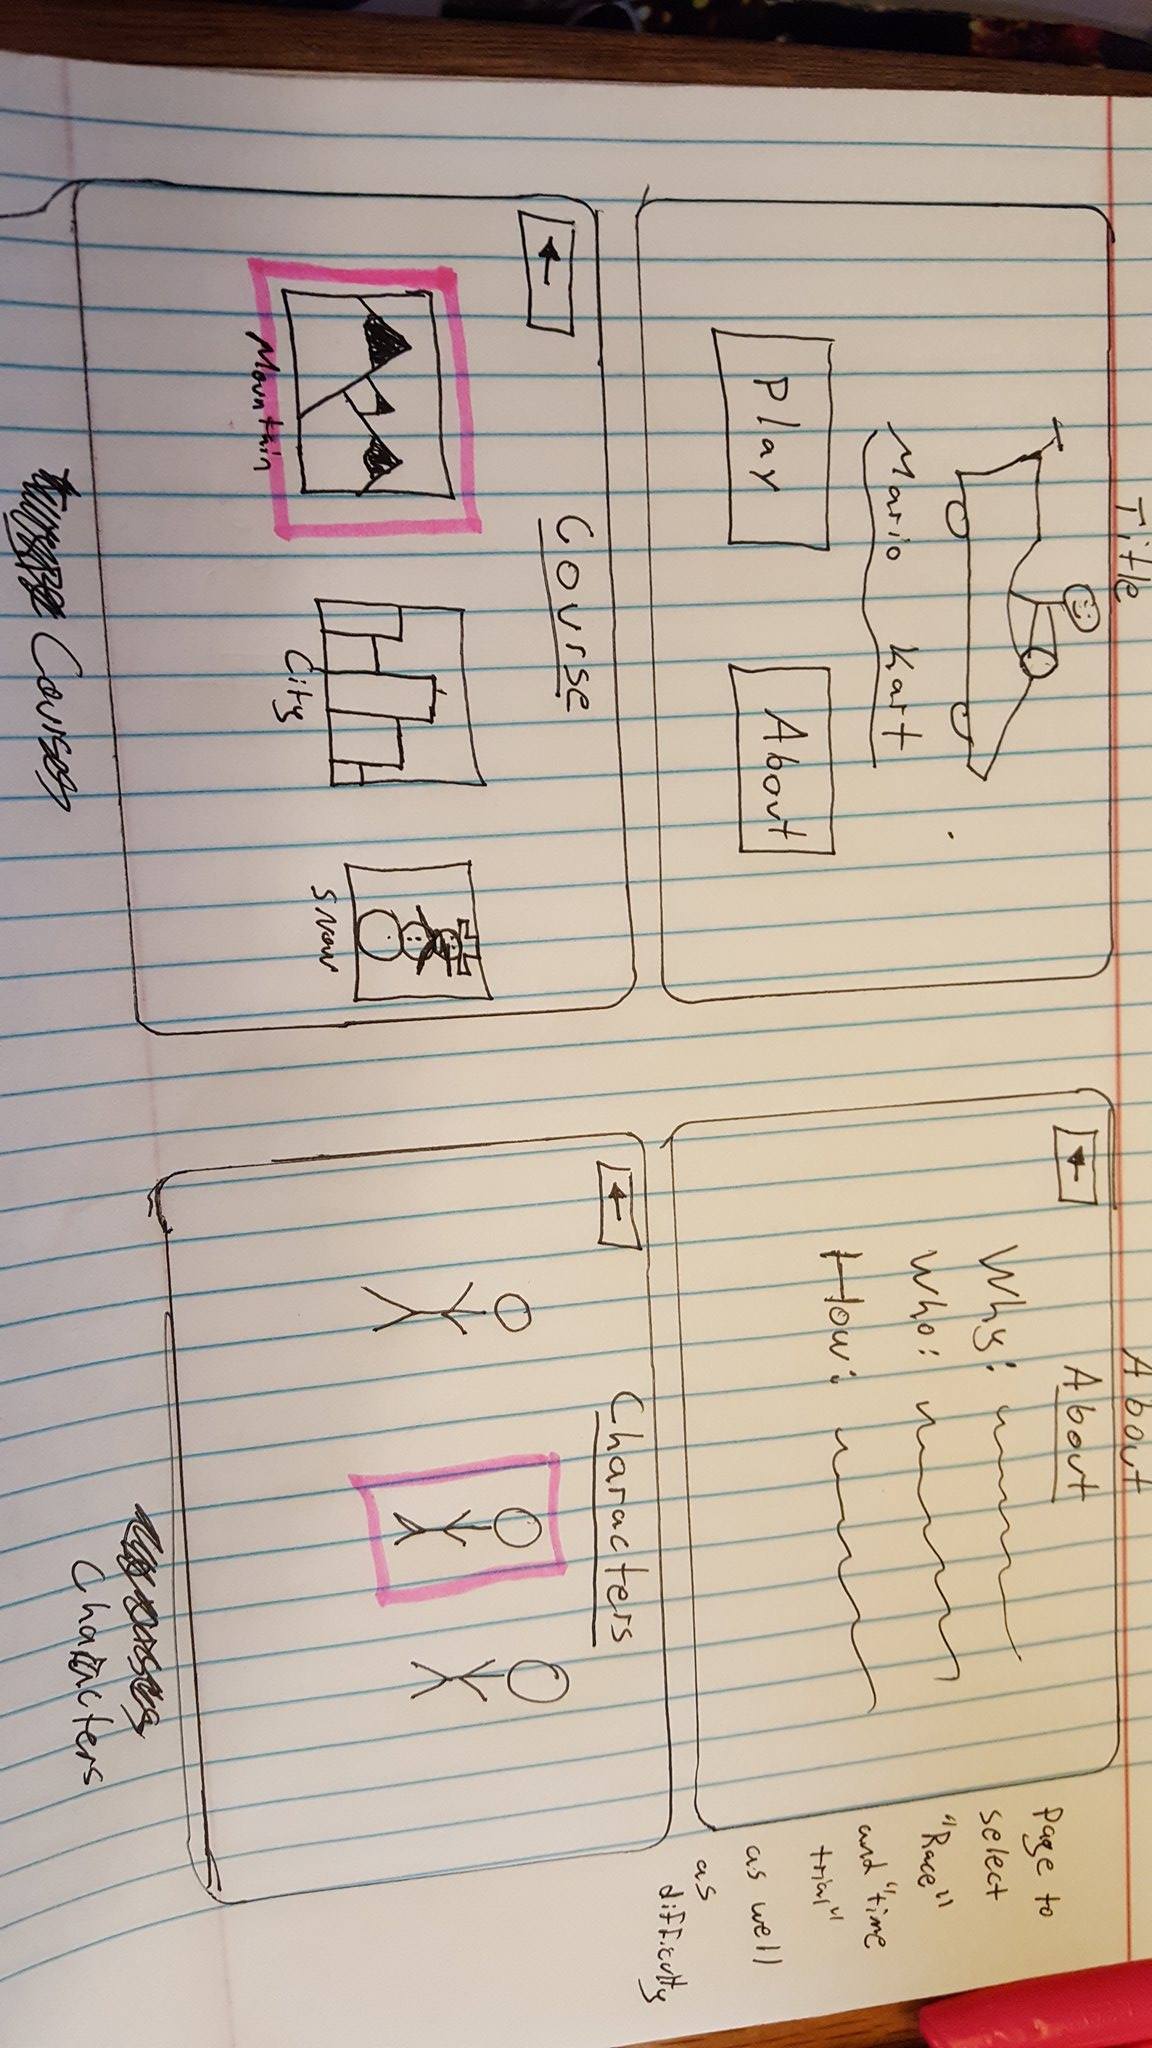 Title
Mario Kart
Play
About
About
About
Why:
Who:
How:
Page to
select
"Race"
and "time
trial"
as well
as
difficulty
Course
Mountain
City
Snow
Courses
Characters
Characters